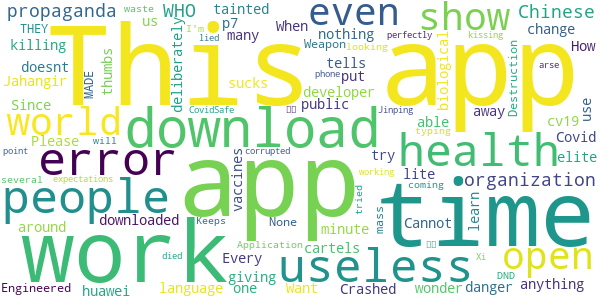 propaganda
WHO
tainted
even
show
Chinese
waste
us
p7
When
many
nothing
Weapon
perfectly
kissing
change
THEY
I'm
lied
looking
How
killing
doesnt
MADE
thumbs
This app
deliberately
tells
put
biological
Destruction
arse
Jahangir
sucks
developer
phone
Jinping
use
Since
CovidSafe
corrupted
public
away
cv19
world
download
able
Covid
Please
will
typing
elite
error
health
point
vaccines
try
lite
several
expectations
app
time
working
organization
people
tried
mass
coming
Cannot
learn
downloaded
Keeps
None
minute
around
Application
cartels
wonder
open
work
Every
died
useless
Xi
giving
language
one
Want
danger
anything
Engineered
huawei
Crashed
DND